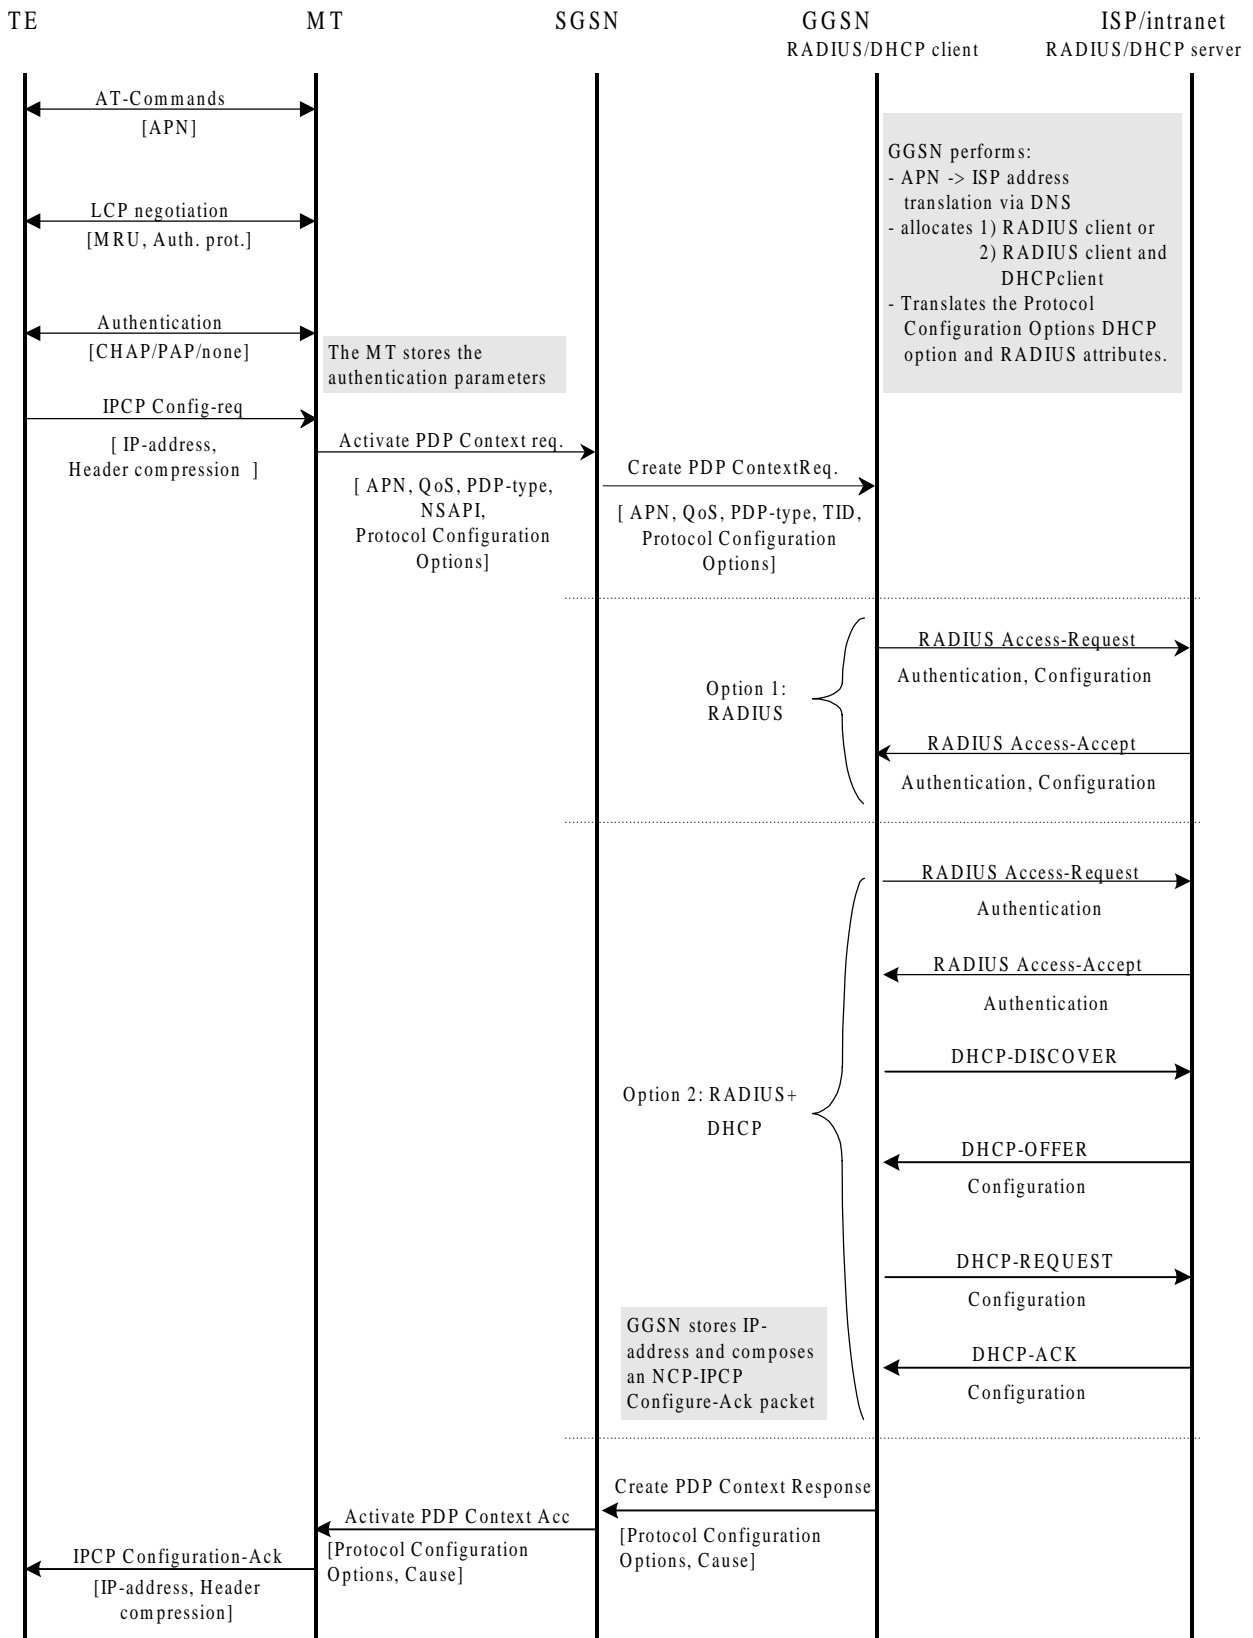 TE
MT
SGSN
GGSN
RADIUS/DHCP client
ISP/intranet
RADIUS/DHCP server
AT-Commands
[APN]
GGSN performs:
- APN -> ISP address
translation via DNS
- allocates 1) RADIUS client or
2) RADIUS client and
DHCPclient
- Translates the Protocol
Configuration Options DHCP
option and RADIUS attributes.
LCP negotiation
[MRU, Auth. prot.]
Authentication
[CHAP/PAP/none]
The MT stores the
authentication parameters
IPCP Config-req
[ IP-address,
Header compression ]
Activate PDP Context req.
[ APN, QoS, PDP-type,
NSAPI,
Protocol Configuration
Options]
Create PDP ContextReq.
[ APN, QoS, PDP-type, TID,
Protocol Configuration
Options]
Option 1:
RADIUS
RADIUS Access-Request
Authentication, Configuration
RADIUS Access-Accept
Authentication, Configuration
Option 2: RADIUS+
DHCP
RADIUS Access-Request
Authentication
RADIUS Access-Accept
Authentication
DHCP-DISCOVER
DHCP-OFFER
Configuration
DHCP-REQUEST
Configuration
DHCP-ACK
Configuration
GGSN stores IP-
address and composes
an NCP-IPCP
Configure-Ack packet
Create PDP Context Response
[Protocol Configuration
Options, Cause]
Activate PDP Context Acc
[Protocol Configuration
Options, Cause]
IPCP Configuration-Ack
[IP-address, Header
compression]